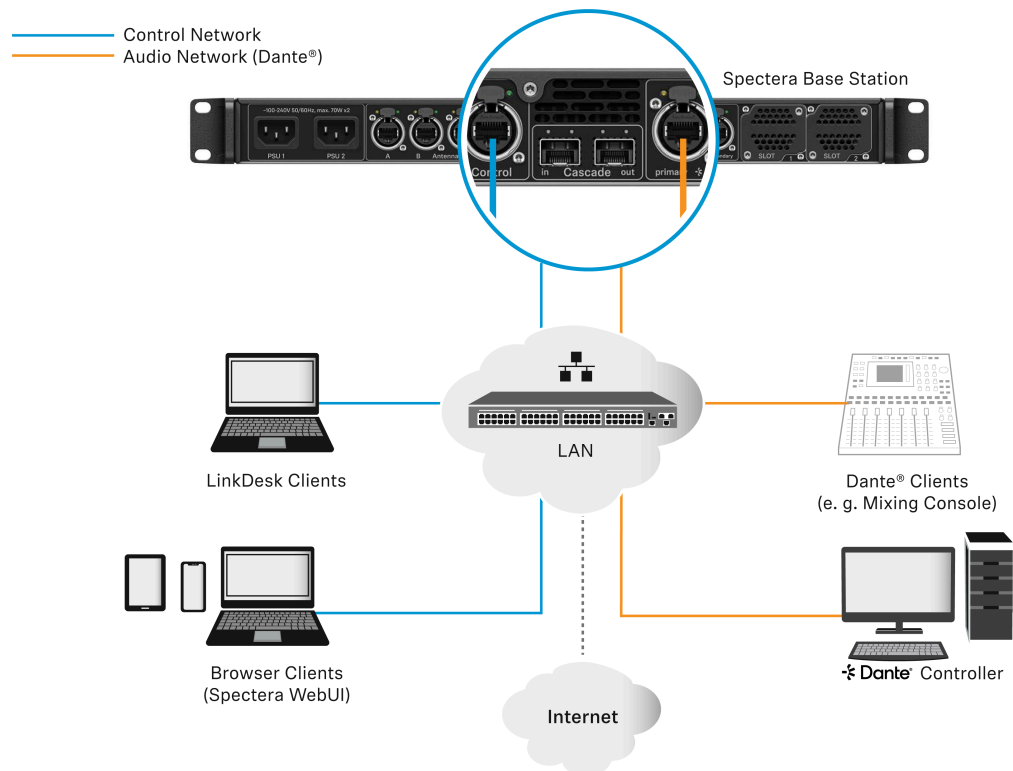 Control Network
Audio Network (Dante®)
Spectera Base Station
~100-240V 50/60Hz, max. 70W x2
PSU 1
PSU 2
A
B
Antenna
Control
in
Cascade
out
primary
SLOT
1
SLOT
2
LAN
LinkDesk Clients
Dante® Clients
(e. g. Mixing Console)
Browser Clients
(Spectera WebUI)
Dante® Controller
Internet